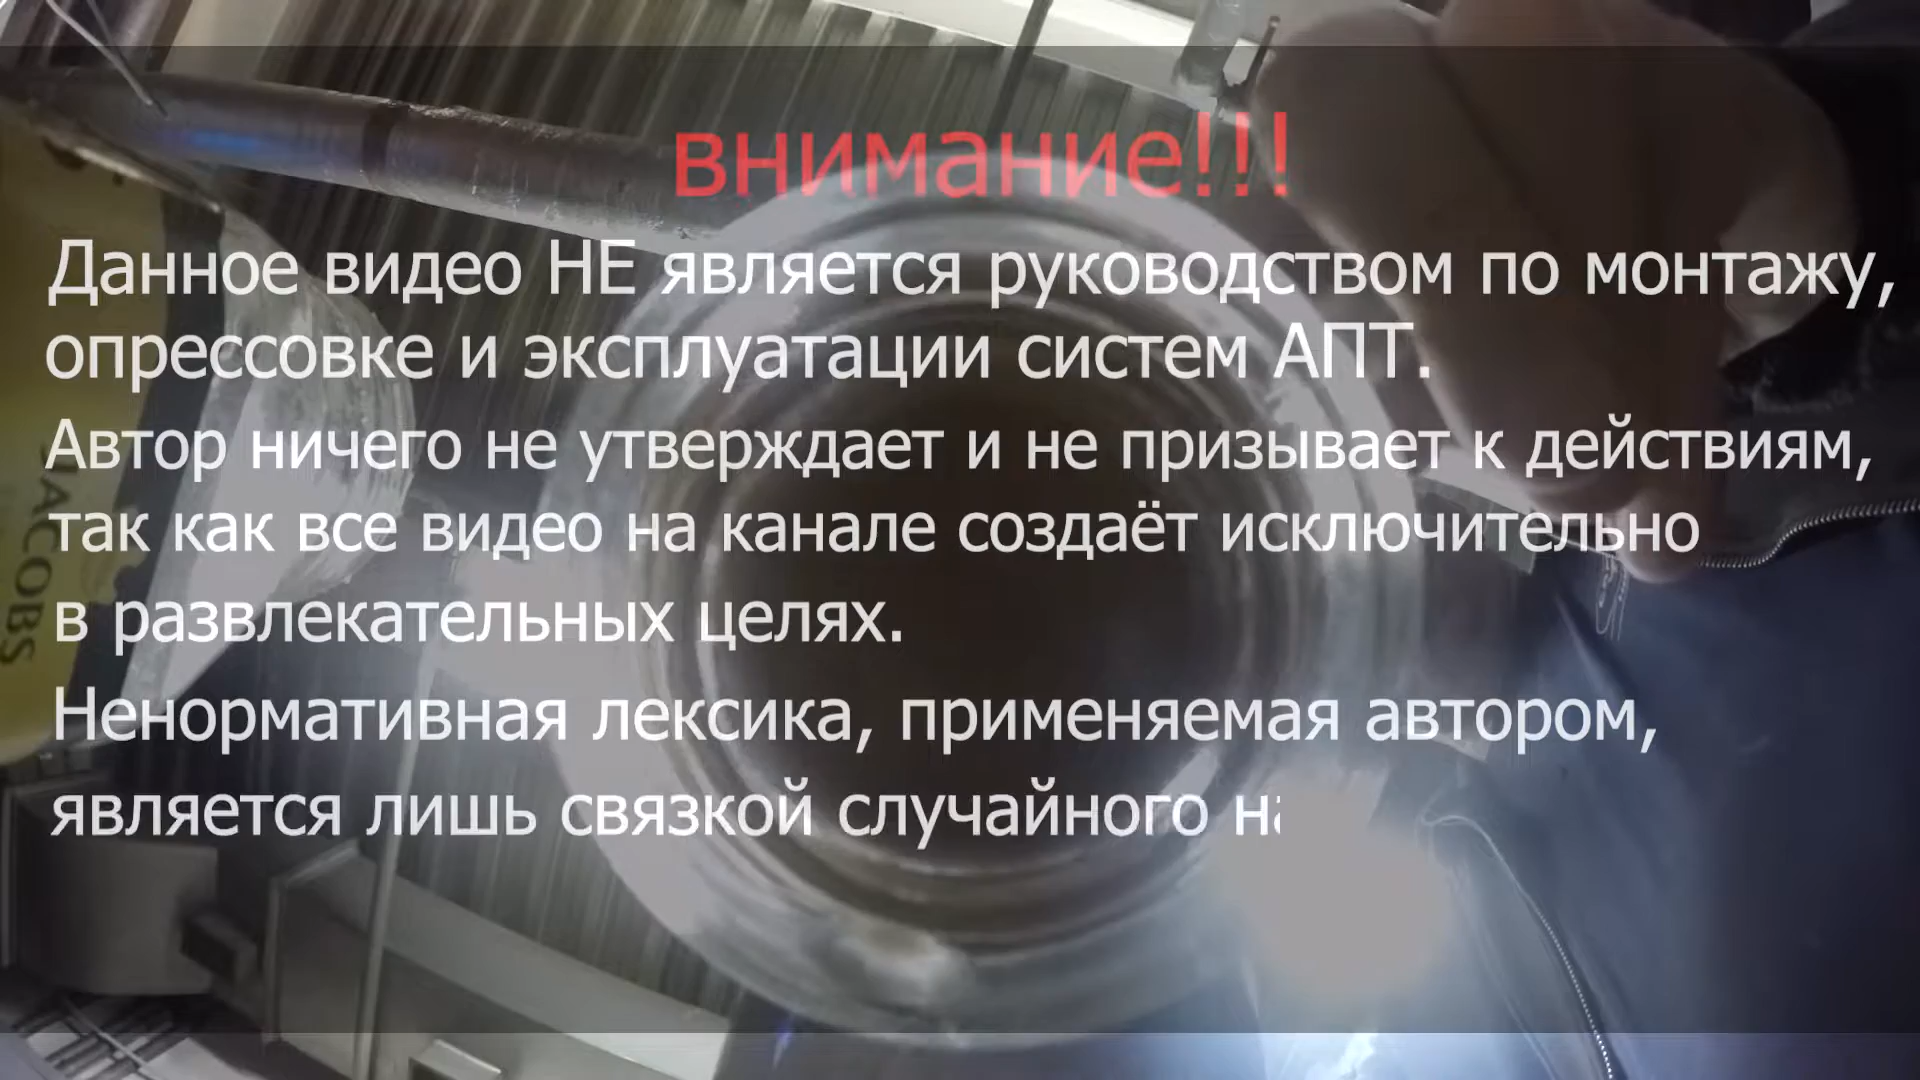 внимание!!!
Данное видео НЕ является руководством по монтажу,
опрессовке и эксплуатации систем АПТ.
Автор ничего не утверждает и не призывает к действиям,
так как все видео на канале создаёт исключительно
в развлекательных целях.
Ненормативная лексика, применяемая автором,
является лишь связкой случайного
JACOBS